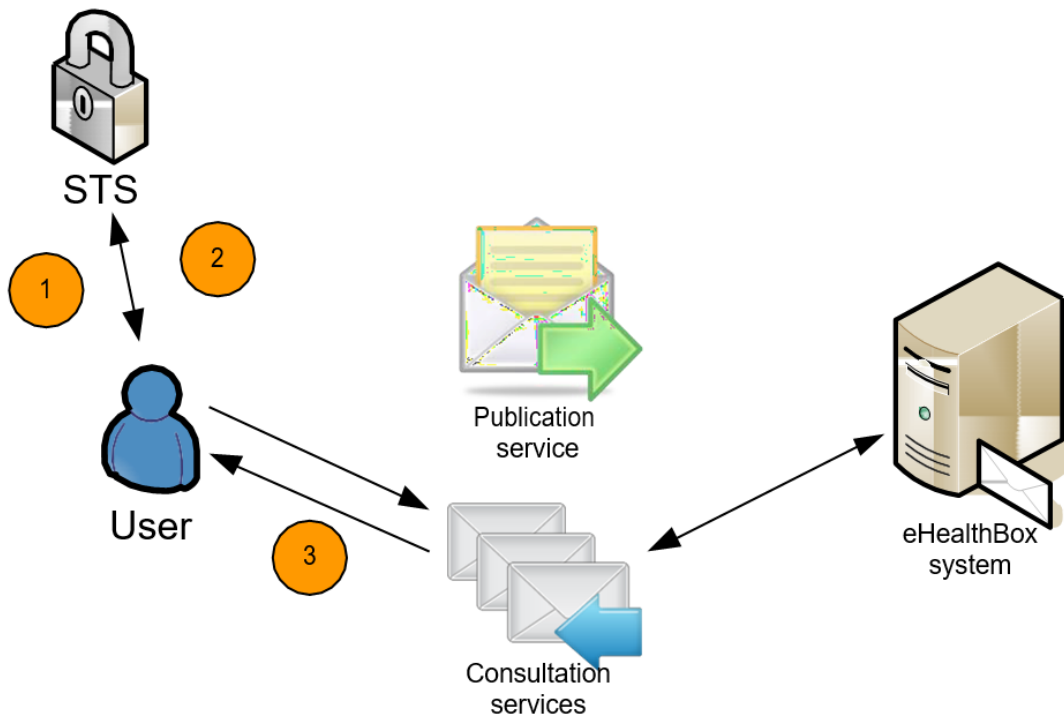 STS
1
2
Publication
service
User
3
eHealthBox
system
Consultation
services